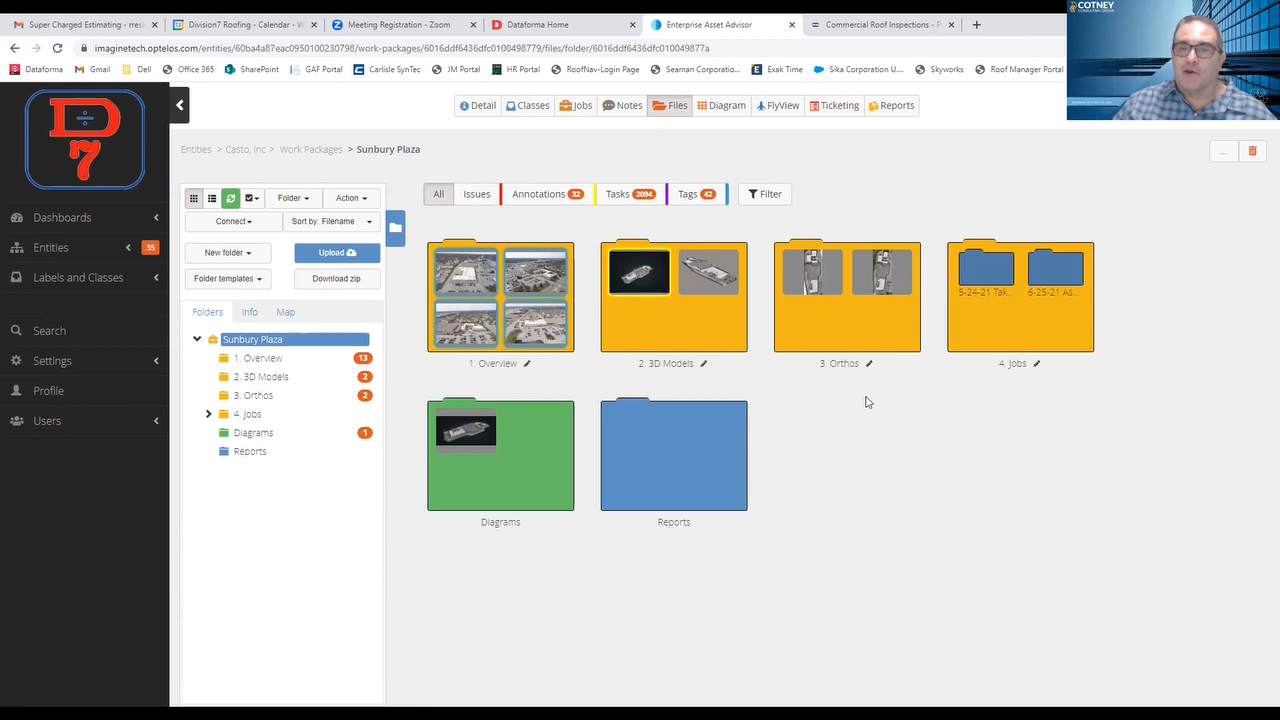 Super Charged Estimating - rresk
Division7 Roofing - Calendar - W
Meeting Registration - Zoom
Dataforma Home
Enterprise Asset Advisor
Commercial Roof Inspections - P
imaginetech.optelos.com/entities/60ba4a87eac0950100230798/work-packages/6016ddf6436dfc0100498779/files/folder/6016ddf6436dfc010049877a
Dataforma
Gmail
Dell
Office 365
SharePoint
GAF Portal
Carlisle SynTec
JM Portal
HR Portal
RoofNav-Login Page
Seaman Corporatio...
Exak Time
Sika Corporation U....
Skyworks
Roof Manager Portal
COTNEY
CONSULTING GROUP
D
÷
7
Detail
Classes
Jobs
Notes
Files
Diagram
FlyView
Ticketing
Reports
Entities > Casto, Inc > Work Packages > Sunbury Plaza
...
Dashboards
Entities 35
Labels and Classes
Search
Settings
Profile
Users
Folder
Action
Connect
Sort by: Filename
New folder
Upload
Folder templates
Download zip
Folders
Info
Map
Sunbury Plaza
1. Overview 13
2. 3D Models 2
3. Orthos 2
4. Jobs
Diagrams 1
Reports
All
Issues
Annotations 32
Tasks 2094
Tags 42
Filter
5-24-21 Tak...
6-25-21 As...
1. Overview
2. 3D Models
3. Orthos
4. Jobs
Diagrams
Reports